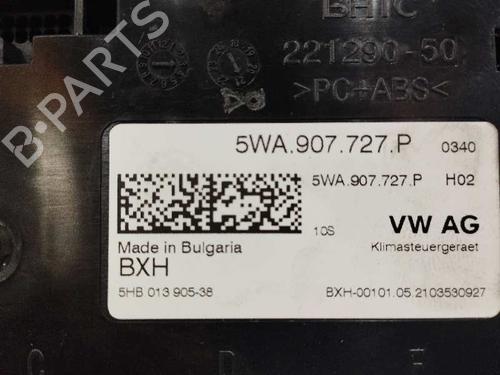 BHTC
221290-50
>PC+ABS<
5WA.907.727.P 0340
5WA.907.727.P H02
10S VW AG
Made in Bulgaria Klimasteuergeraet
BXH
5HB 013 905-38 BXH-00101.05.2103530927
B-PARTS